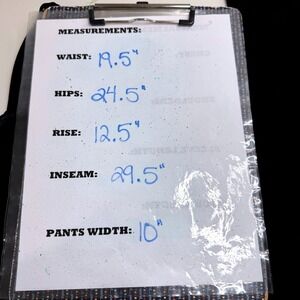 MEASUREMENTS:
WAIST: 19.5"
HIPS: 24.5"
RISE: 12.5"
INSEAM: 29.5"
PANTS WIDTH: 10"